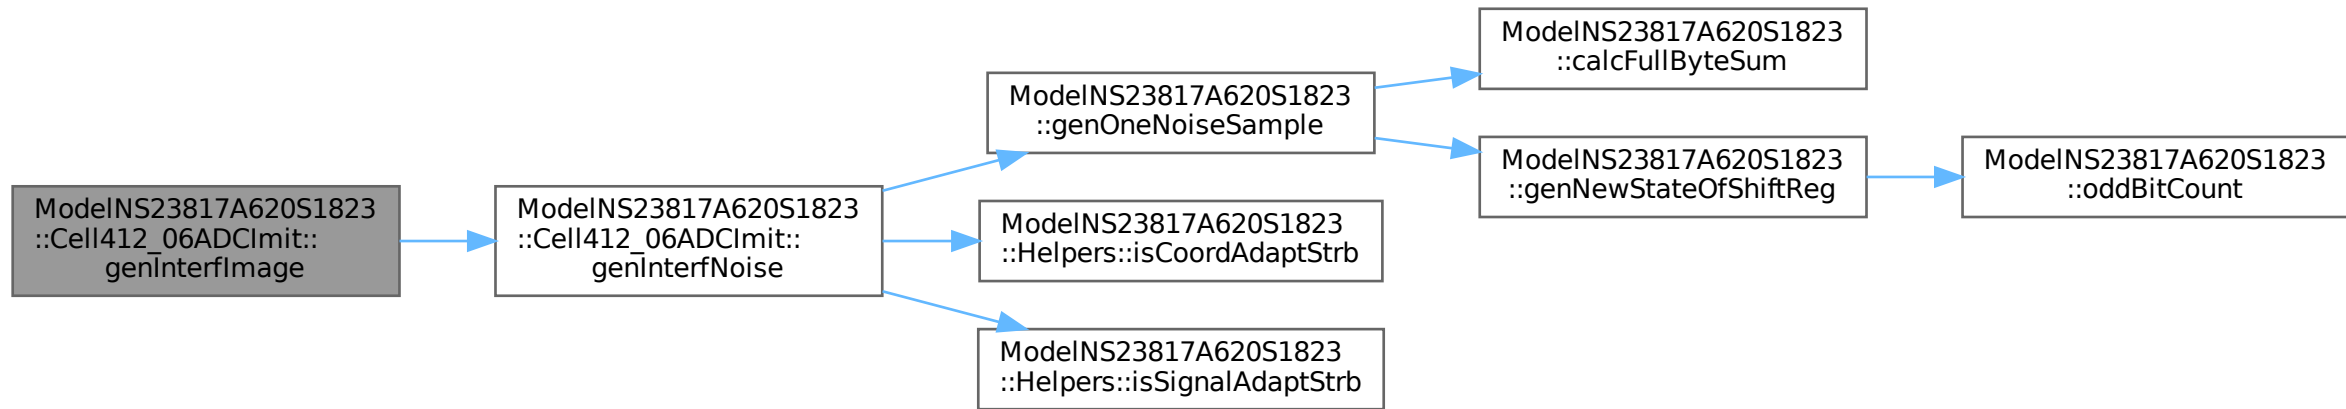 ModelNS23817A620S1823
::Cell412_06ADCImit::
genInterfImage
ModelNS23817A620S1823
::Cell412_06ADCImit::
genInterfNoise
ModelNS23817A620S1823
::genOneNoiseSample
ModelNS23817A620S1823
::calcFullByteSum
ModelNS23817A620S1823
::genNewStateOfShiftReg
ModelNS23817A620S1823
::oddBitCount
ModelNS23817A620S1823
::Helpers::isCoordAdaptStrb
ModelNS23817A620S1823
::Helpers::isSignalAdaptStrb